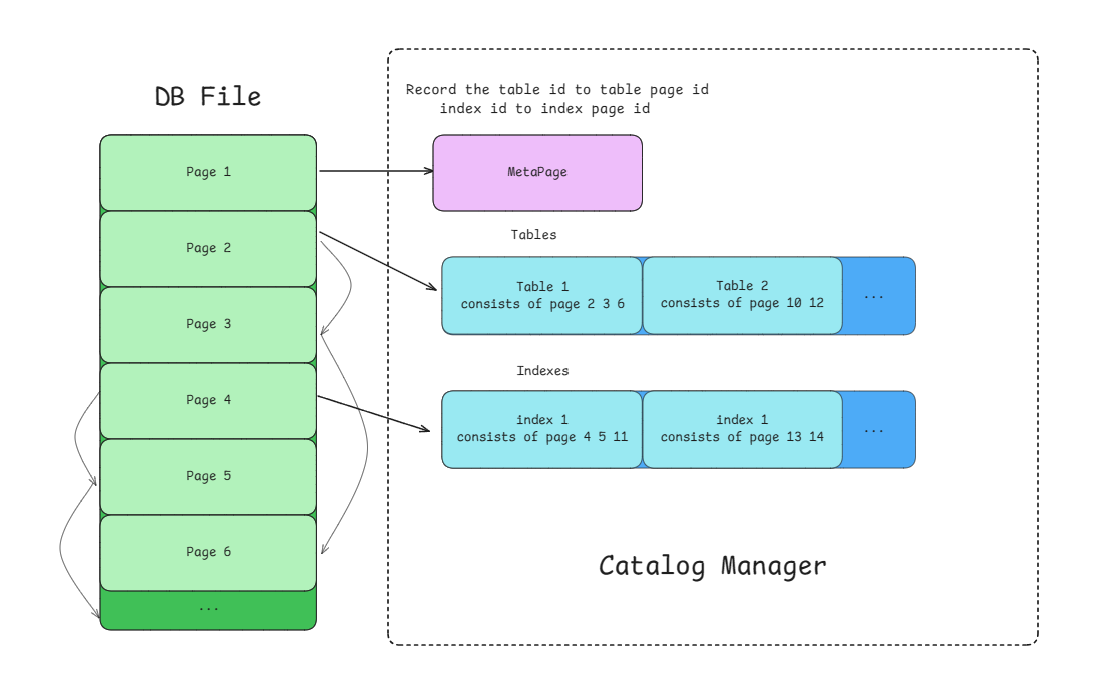 DB File
Page 1
Page 2
Page 3
Page 4
Page 5
Page 6
...
Record the table id to table page id
index id to index page id
MetaPage
Tables
Table 1
consists of page 2 3 6
Table 2
consists of page 10 12
...
Indexes
index 1
consists of page 4 5 11
index 1
consists of page 13 14
...
Catalog Manager